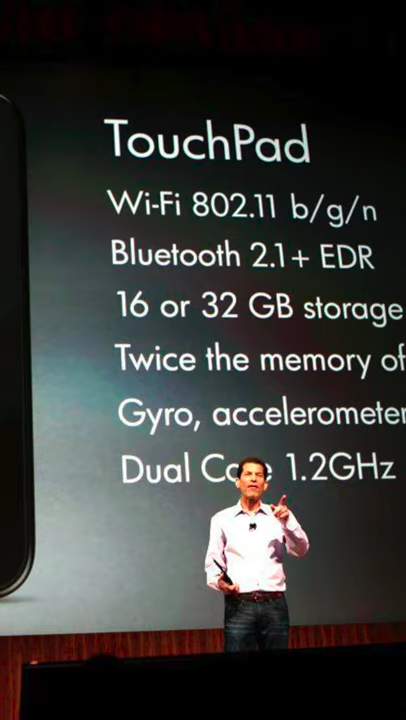 TouchPad
Wi-Fi 802.11 b/g/n
Bluetooth 2.1+ EDR
16 or 32 GB storage
Twice the memory of
Gyro, accelerometer
Dual Core 1.2GHz